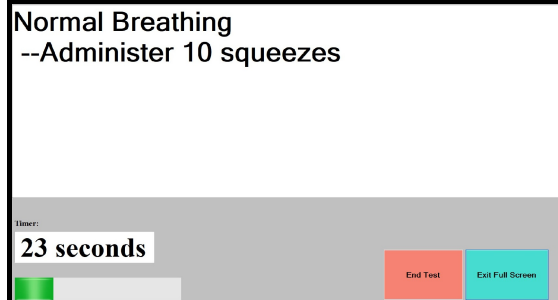 Normal Breathing
--Administer 10 squeezes
Timer:
23 seconds
End Test
Exit Full Screen